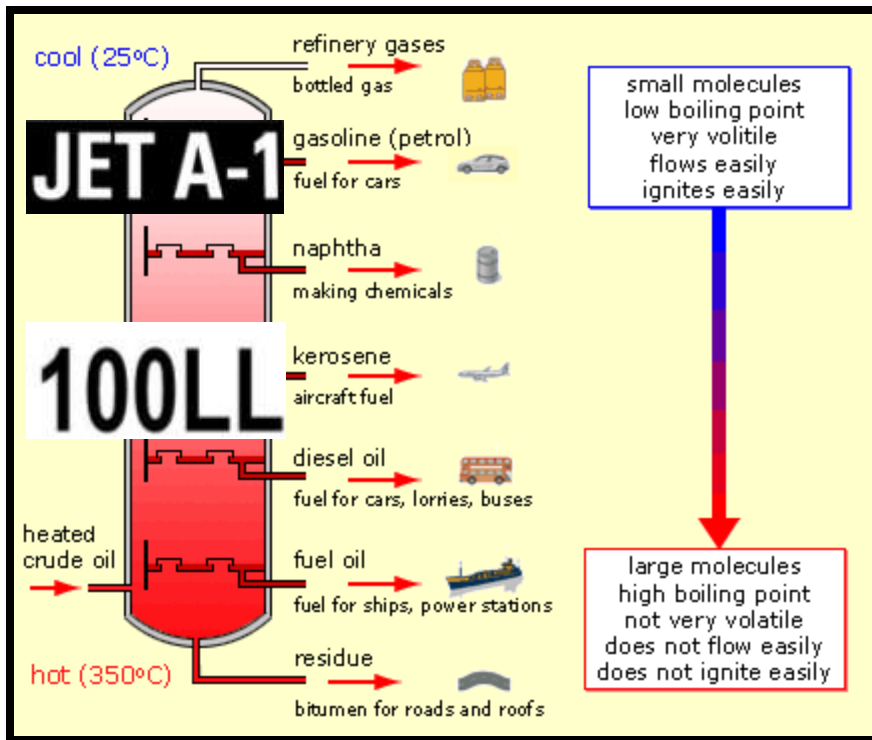 cool (25ºC)
refinery gases
bottled gas
JET A-1
gasoline (petrol)
fuel for cars
naphtha
making chemicals
100LL
kerosene
aircraft fuel
diesel oil
fuel for cars, lorries, buses
heated
crude oil
fuel oil
fuel for ships, power stations
hot (350ºC)
residue
bitumen for roads and roofs
small molecules
low boiling point
very volitile
flows easily
ignites easily
large molecules
high boiling point
not very volatile
does not flow easily
does not ignite easily